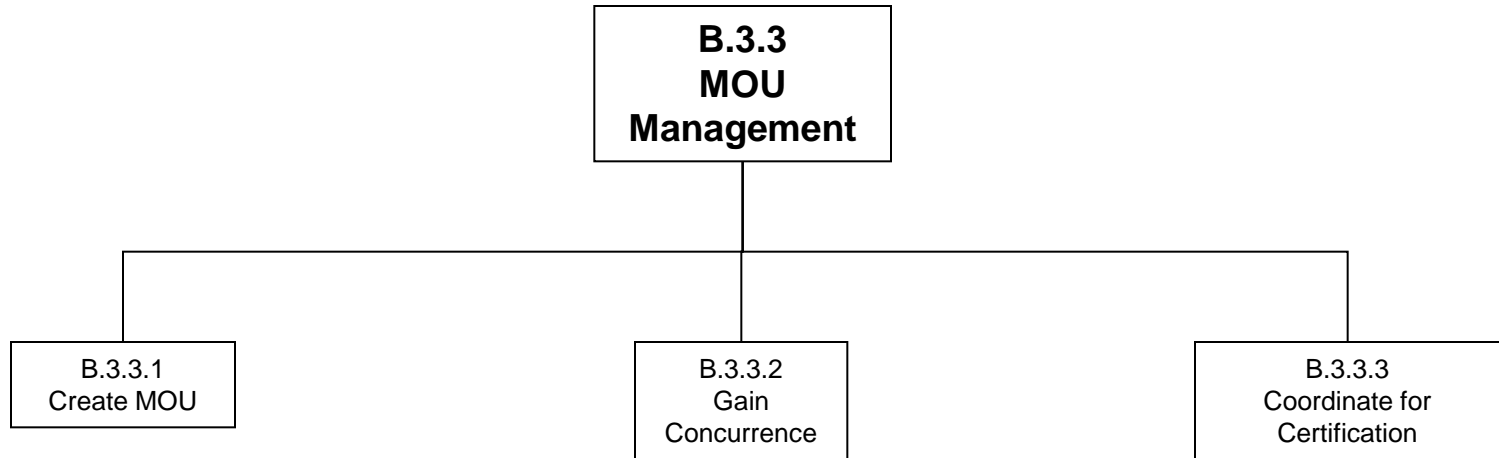 B.3.3
MOU
Management
B.3.3.1
Create MOU
B.3.3.2
Gain
Concurrence
B.3.3.3
Coordinate for
Certification